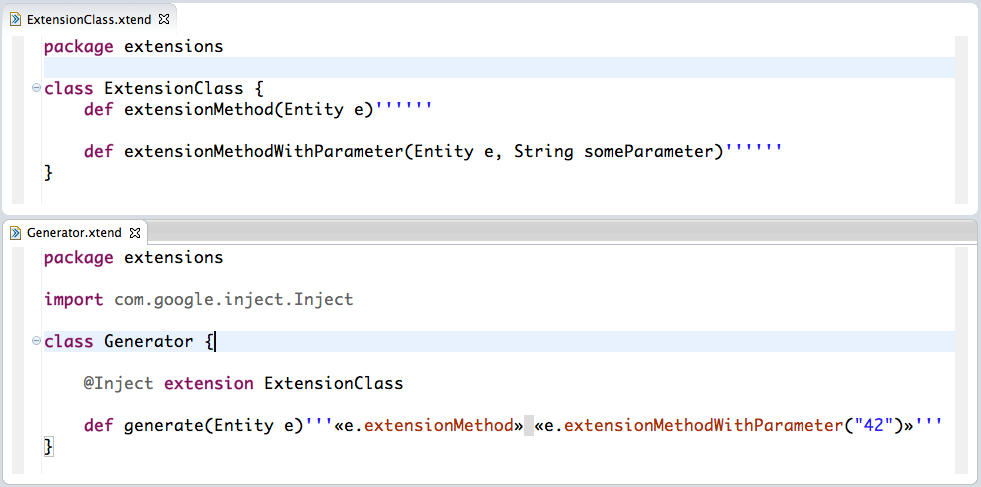 ExtensionClass.xtend
package extensions
class ExtensionClass {
def extensionMethod(Entity e)''''''
def extensionMethodWithParameter(Entity e, String someParameter)''''''
}
Generator.xtend
package extensions
import com.google.inject.Inject
class Generator {
@Inject extension ExtensionClass
def generate(Entity e)'''«e.extensionMethod» «e.extensionMethodWithParameter("42")»'''
}